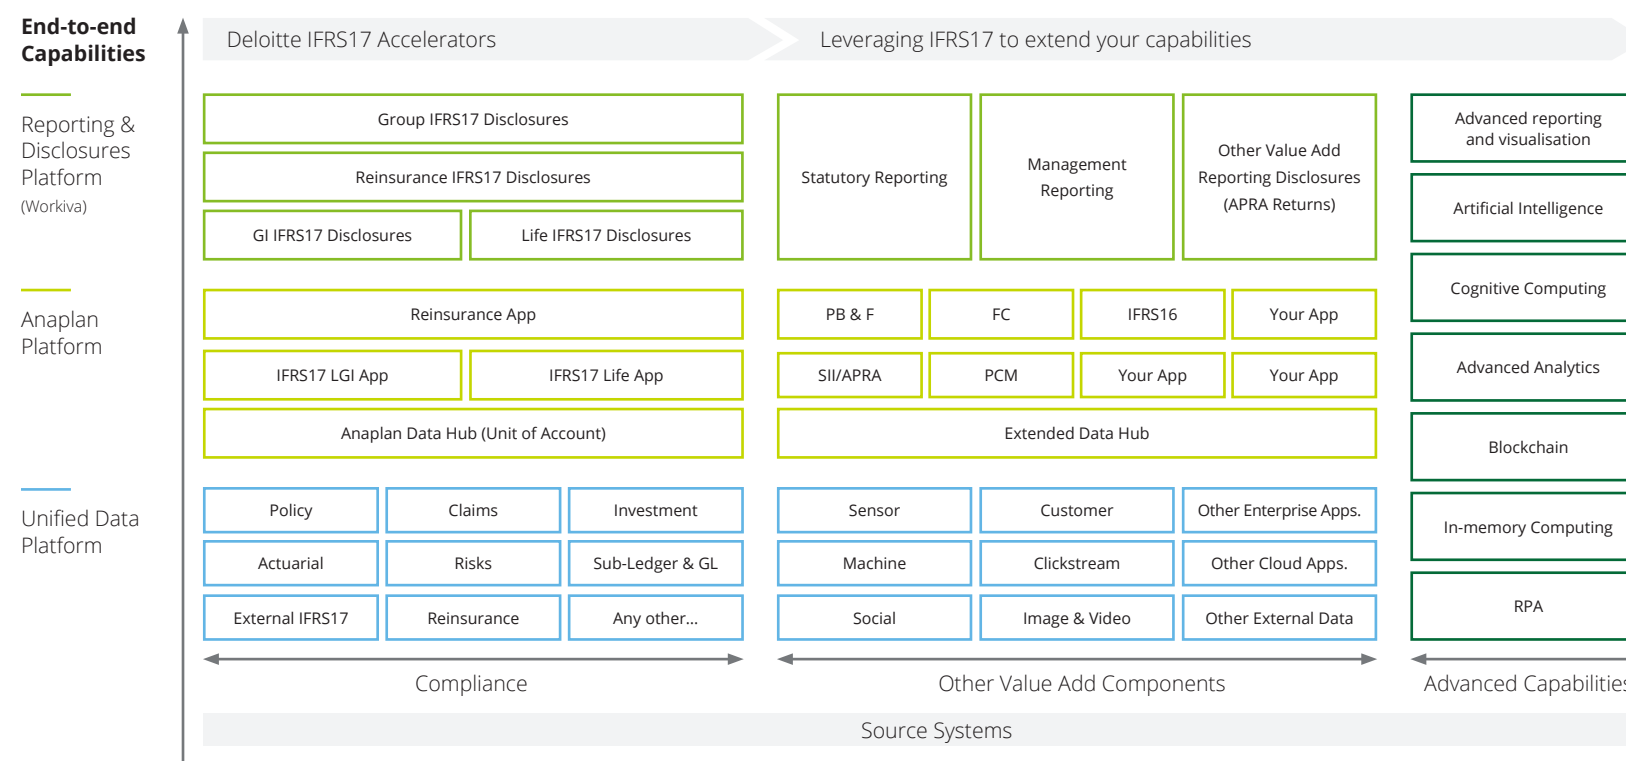 End-to-end
Capabilities
Deloitte IFRS17 Accelerators
Leveraging IFRS17 to extend your capabilities
Reporting &
Disclosures
Platform
(Workiva)
Group IFRS17 Disclosures
Reinsurance IFRS17 Disclosures
GI IFRS17 Disclosures
Life IFRS17 Disclosures
Statutory Reporting
Management
Reporting
Other Value Add
Reporting Disclosures
(APRA Returns)
Anaplan
Platform
Reinsurance App
IFRS17 LGI App
IFRS17 Life App
Anaplan Data Hub (Unit of Account)
PB & F
FC
IFRS16
Your App
SII/APRA
PCM
Your App
Your App
Extended Data Hub
Unified Data
Platform
Policy
Claims
Investment
Actuarial
Risks
Sub-Ledger & GL
External IFRS17
Reinsurance
Any other...
Sensor
Customer
Other Enterprise Apps.
Machine
Clickstream
Other Cloud Apps.
Social
Image & Video
Other External Data
Advanced reporting
and visualisation
Artificial Intelligence
Cognitive Computing
Advanced Analytics
Blockchain
In-memory Computing
RPA
Compliance
Other Value Add Components
Advanced Capabilities
Source Systems